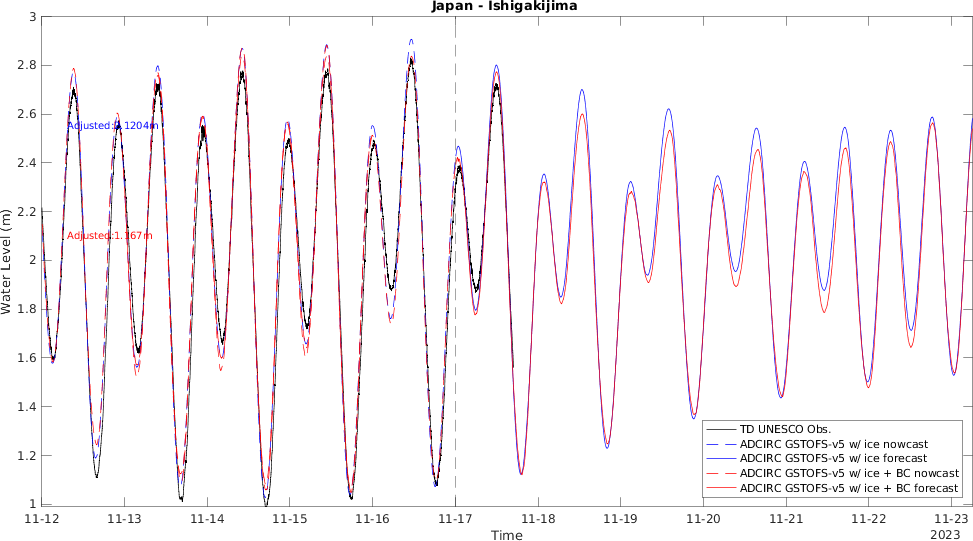 Japan - Ishigakijima
3
2.8
2.6
2.4
2.2
2
1.8
1.6
1.4
1.2
1
Water Level (m)
Adjusted:1.1204m
Adjusted:1.167m
TD UNESCO Obs.
ADCIRC GSTOFS-v5 w/ ice nowcast
ADCIRC GSTOFS-v5 w/ ice forecast
ADCIRC GSTOFS-v5 w/ ice + BC nowcast
ADCIRC GSTOFS-v5 w/ ice + BC forecast
11-12 11-13 11-14 11-15 11-16 11-17 11-18 11-19 11-20 11-21 11-22 11-23
Time
2023